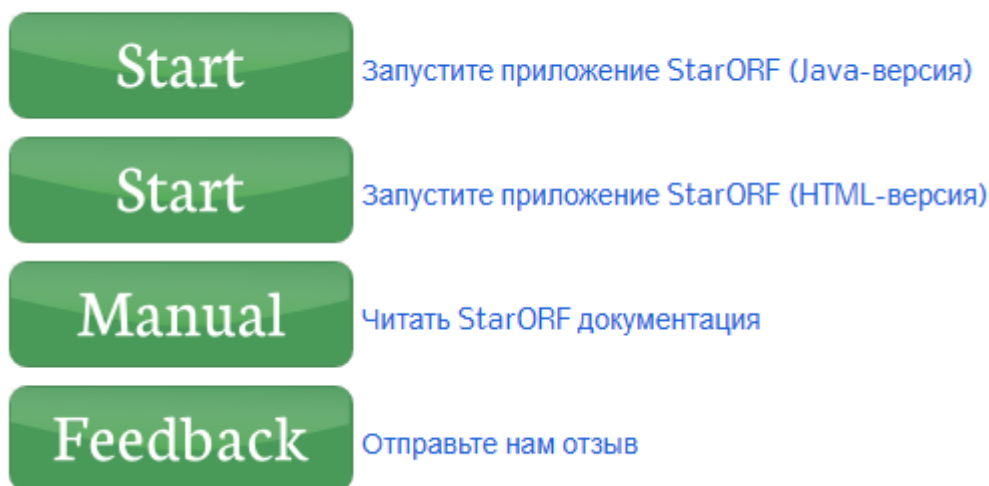 Start Запустите приложение StarORF (Java-версия)
Start Запустите приложение StarORF (HTML-версия)
Manual Читать StarORF документация
Feedback Отправьте нам отзыв